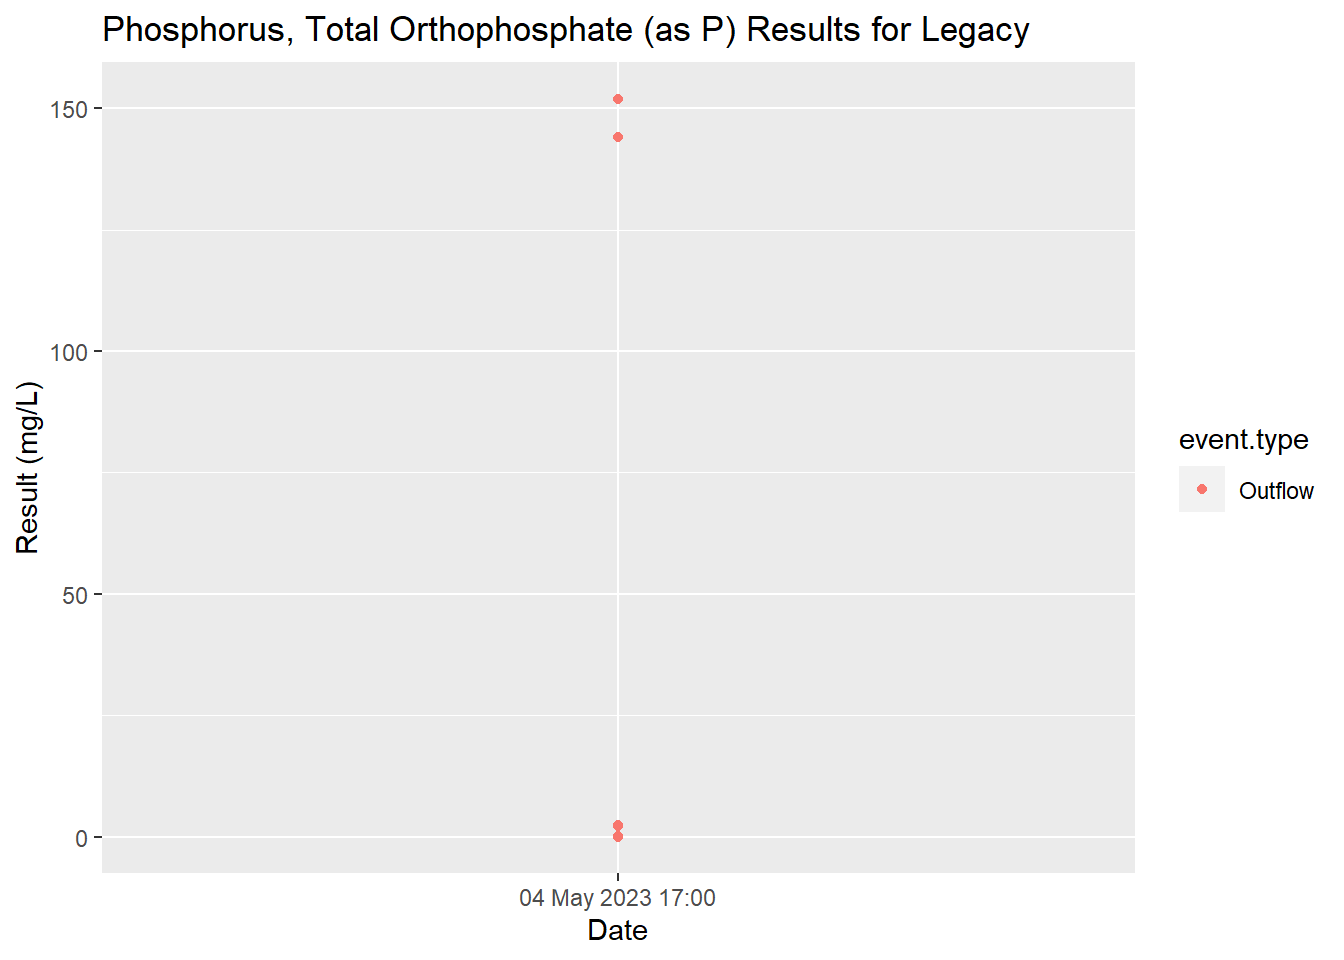 Phosphorus, Total Orthophosphate (as P) Results for Legacy
150
100
50
0
Result (mg/L)
04 May 2023 17:00
Date
event.type
Outflow